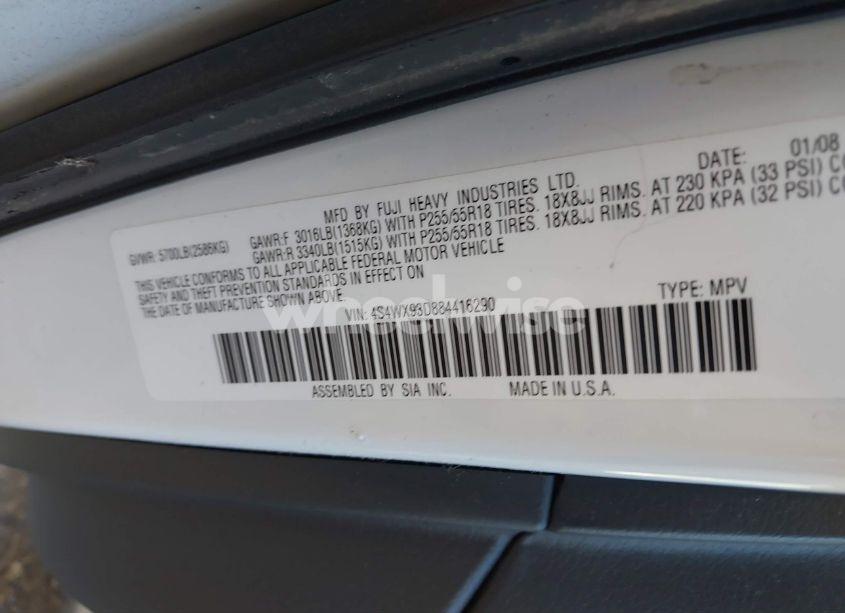 DATE: 01/08
MFD BY FUJI HEAVY INDUSTRIES LTD.
GVWR: 5700LB(2586KG)
GAWR:F 3016LB(1368KG) WITH P255/55R18 TIRES. 18X8JJ RIMS. AT 230 KPA (33 PSI)
GAWR:R 3340LB(1515KG) WITH P255/55R18 TIRES. 18X8JJ RIMS. AT 220 KPA (32 PSI)
THIS VEHICLE CONFORMS TO ALL APPLICABLE FEDERAL MOTOR VEHICLE
SAFETY AND THEFT PREVENTION STANDARDS IN EFFECT ON
THE DATE OF MANUFACTURE SHOWN ABOVE.
VIN: 4S4WX93D884416290
TYPE: MPV
ASSEMBLED BY SIA INC. MADE IN U.S.A.
wheelwise